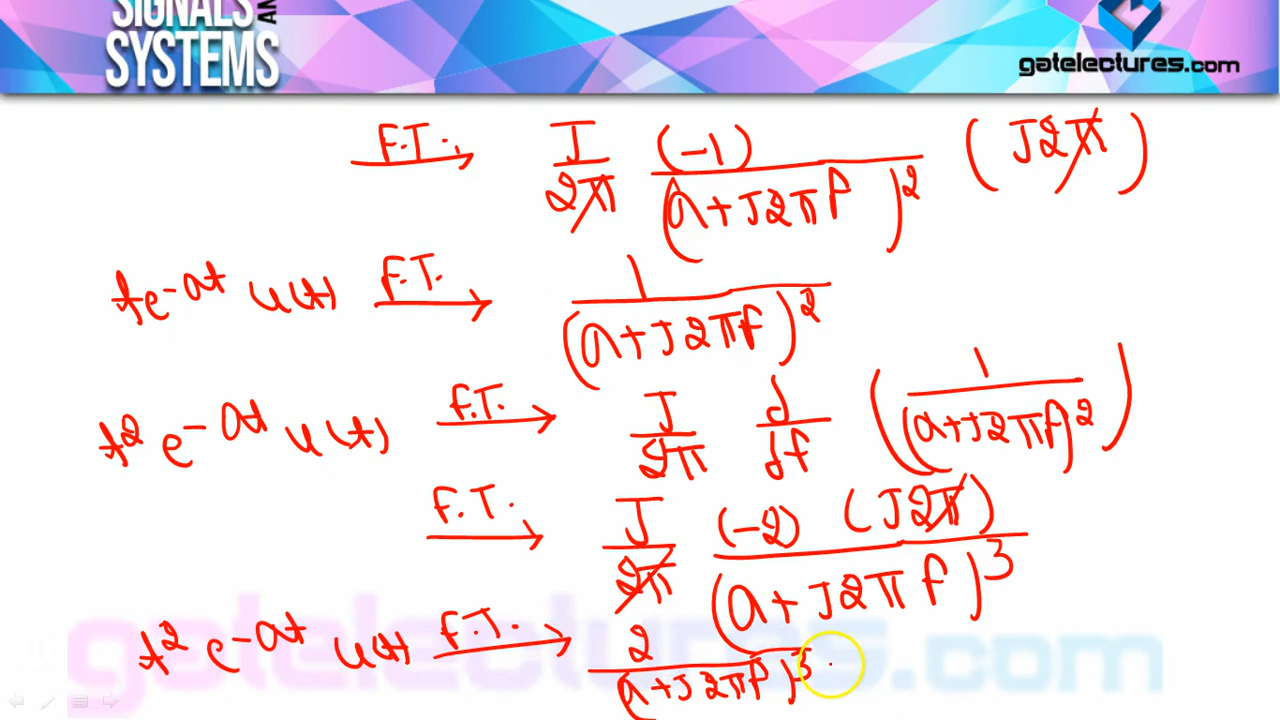 SIGNALS AND
SYSTEMS
gatelectures.com
F.T. → J/2π (-1)/(a+J2πf)² (J2π)
te^-at u(t) F.T. → 1/(a+J2πf)²
t² e^-at u(t) F.T. → J/2π d/df (1/((a+J2πf)²)
F.T. → J/2π (-2) (J2π)/(a+J2πf)³
t² e^-at u(t) F.T. → 2/(a+J2πf)³
gatelectures.com